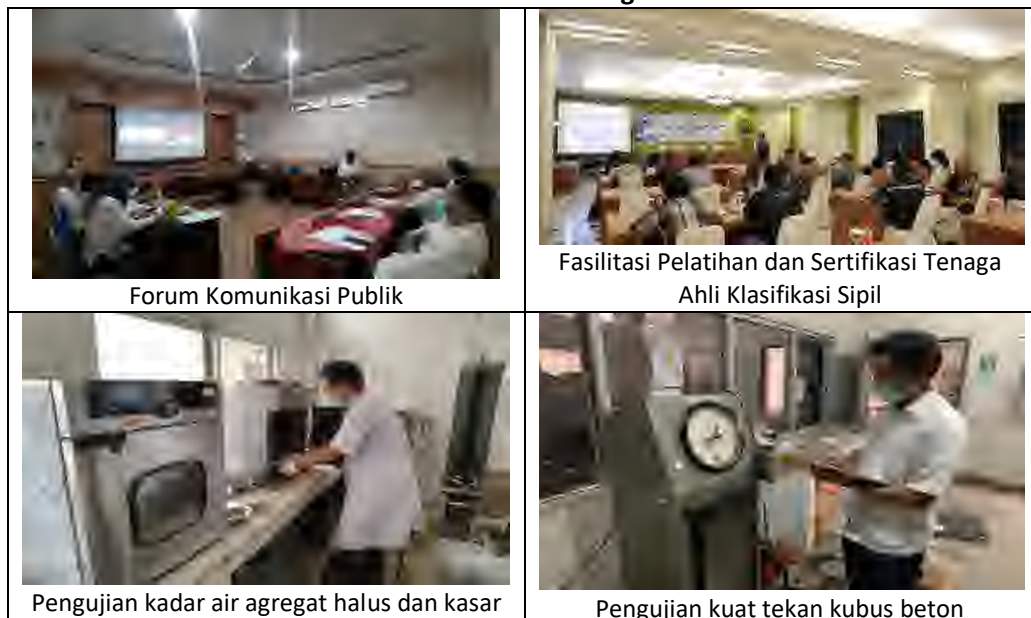 Forum Komunikasi Publik
Fasilitasi Pelatihan dan Sertifikasi Tenaga
Ahli Klasifikasi Sipil
Pengujian kadar air agregat halus dan kasar
Pengujian kuat tekan kubus beton